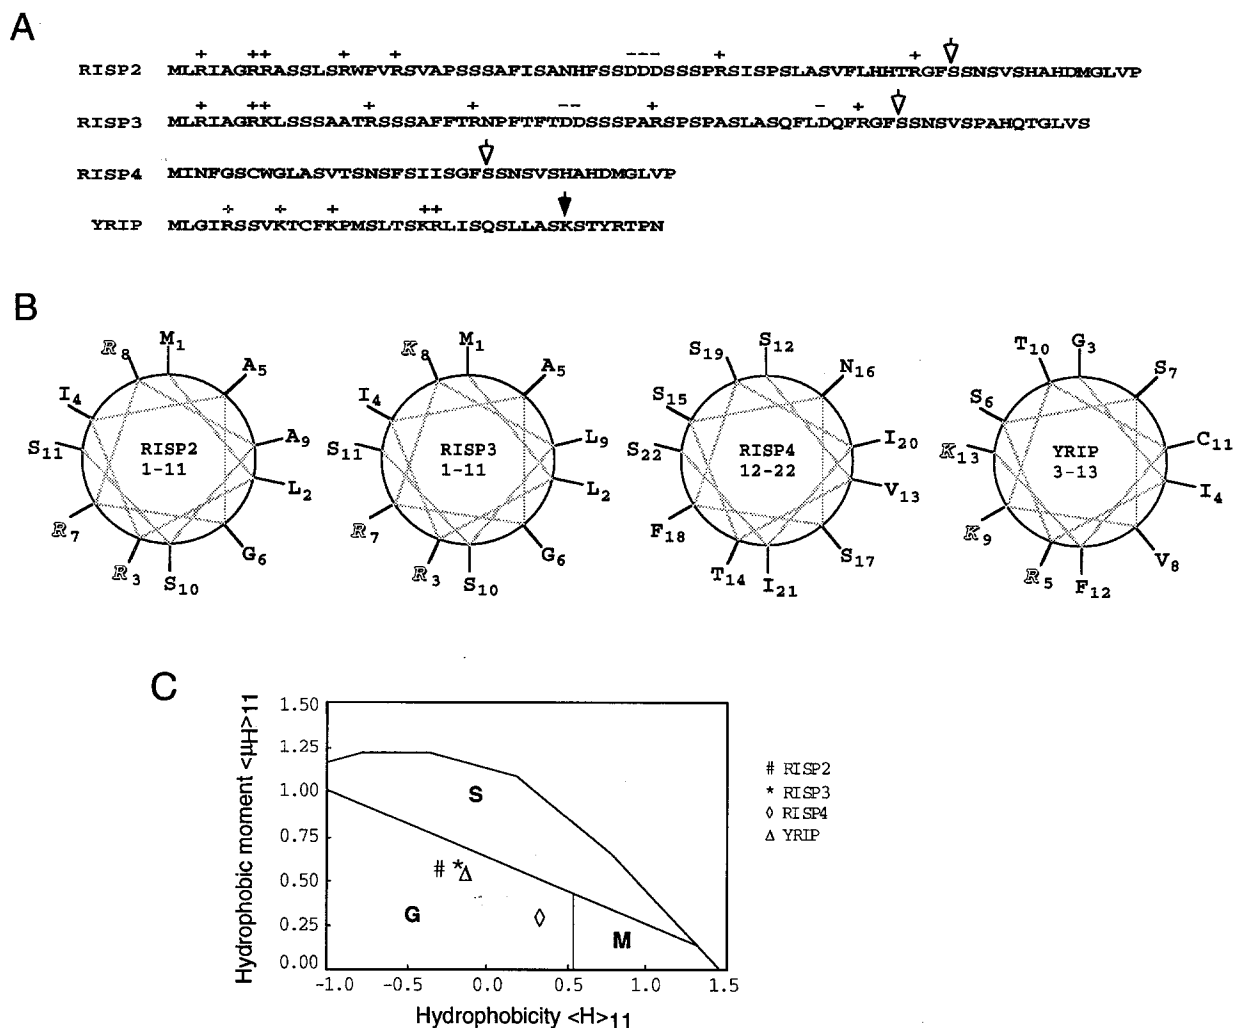 A
+ ++ + + --- + +
RISP2 MLRIAGRRASSLSRWPVRSVAPSSSAFISANHFSSDDDSSSPRSISPSLASVFLHHTRGFSSNSVSHAHDMGLVP
+ ++ + + -- + - +
RISP3 MLRIAGRKLSSSAATRSSSAFFTRNPFTFTDDSSSPARSPSPASLASQFLDQFRGFSSNSVSPAHQTGLVS
RISP4 MINFGSCWGLASVTSNSFSIISGFSSNSVSHAHDMGLVP
+ + + ++
YRIP MLGIRSSVKTCFKPMSLTSKRLISQSLLASKSTYRTPN
B
R8 M1 A5 I4 A9 S11 L2 R7 G6 R3 S10
RISP2
1-11
K8 M1 A5 I4 L9 S11 L2 R7 G6 R3 S10
RISP3
1-11
S19 S12 N16 S15 I20 S22 V13 F18 S17 T14 I21
RISP4
12-22
T10 G3 S7 S6 C11 K13 I4 K9 V8 R5 F12
YRIP
3-13
C
Hydrophobic moment <μH>11
1.50
1.25
1.00
0.75
0.50
0.25
0.00
S
G
M
# * Δ
◊
-1.0 -0.5 0.0 0.5 1.0 1.5
Hydrophobicity <H>11
# RISP2
* RISP3
◊ RISP4
Δ YRIP